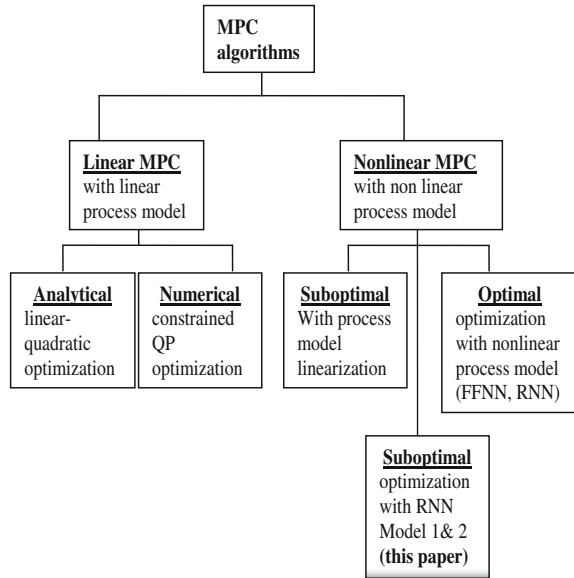 MPC
algorithms
Linear MPC
with linear
process model
Nonlinear MPC
with non linear
process model
Analytical
linear-
quadratic
optimization
Numerical
constrained
QP
optimization
Suboptimal
With process
model
linearization
Optimal
optimization
with nonlinear
process model
(FFNN, RNN)
Suboptimal
optimization
with RNN
Model 1& 2
(this paper)